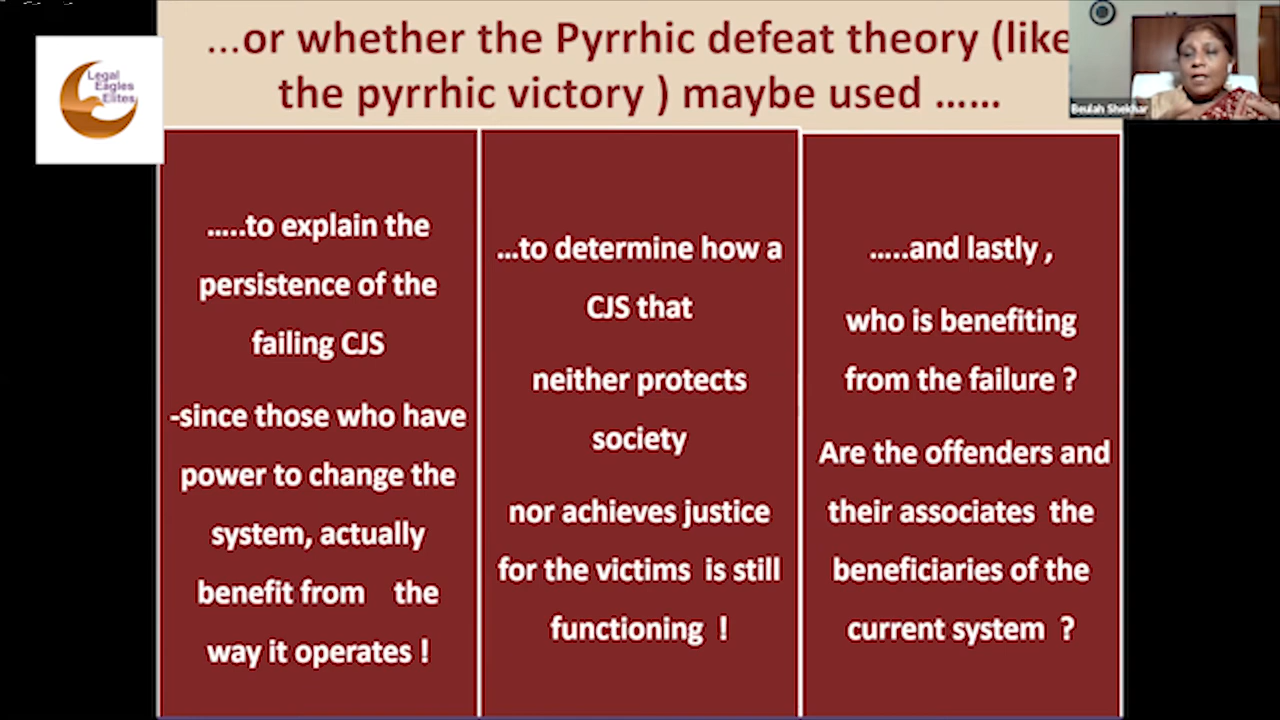 ...or whether the Pyrrhic defeat theory (like
the pyrrhic victory ) maybe used ......
Legal
Eagles
Elites
Beulah Shekhar
.....to explain the
persistence of the
failing CJS
-since those who have
power to change the
system, actually
benefit from the
way it operates !
...to determine how a
CJS that
neither protects
society
nor achieves justice
for the victims is still
functioning !
.....and lastly ,
who is benefiting
from the failure ?
Are the offenders and
their associates the
beneficiaries of the
current system ?